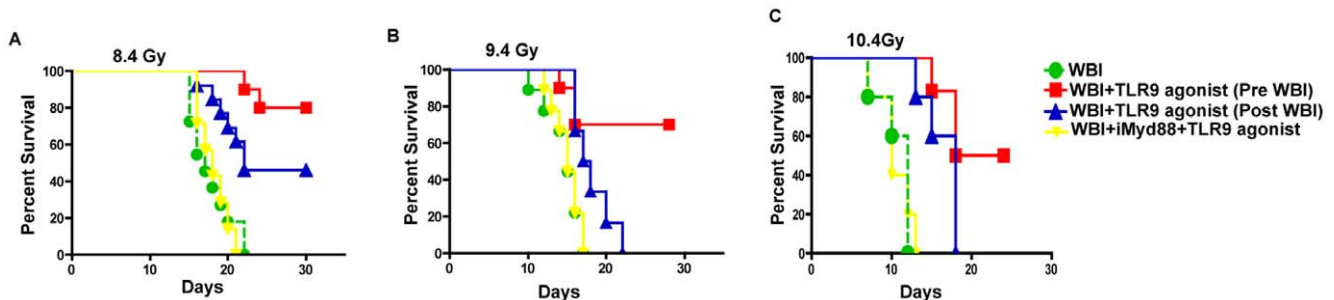 A
8.4 Gy
Percent Survival
100
80
60
40
20
0
0
10
20
30
Days
B
9.4 Gy
Percent Survival
100
80
60
40
20
0
0
10
20
30
Days
C
10.4Gy
Percent Survival
100
80
60
40
20
0
0
10
20
30
Days
WBI
WBI+TLR9 agonist (Pre WBI)
WBI+TLR9 agonist (Post WBI)
WBI+iMyd88+TLR9 agonist